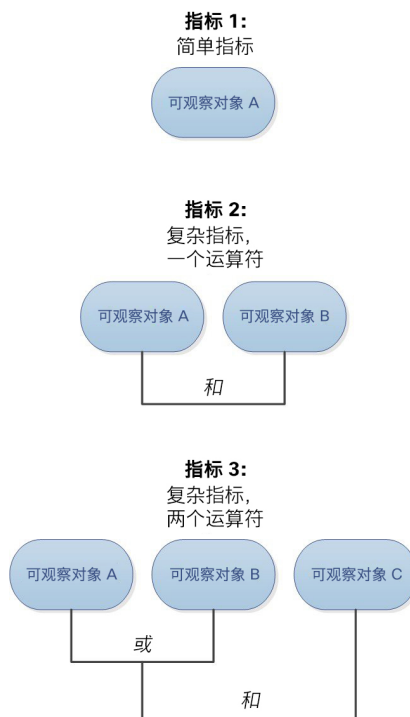 指标 1:
简单指标
可观察对象 A
指标 2:
复杂指标，
一个运算符
可观察对象 A
可观察对象 B
和
指标 3:
复杂指标，
两个运算符
可观察对象 A
可观察对象 B
可观察对象 C
或
和